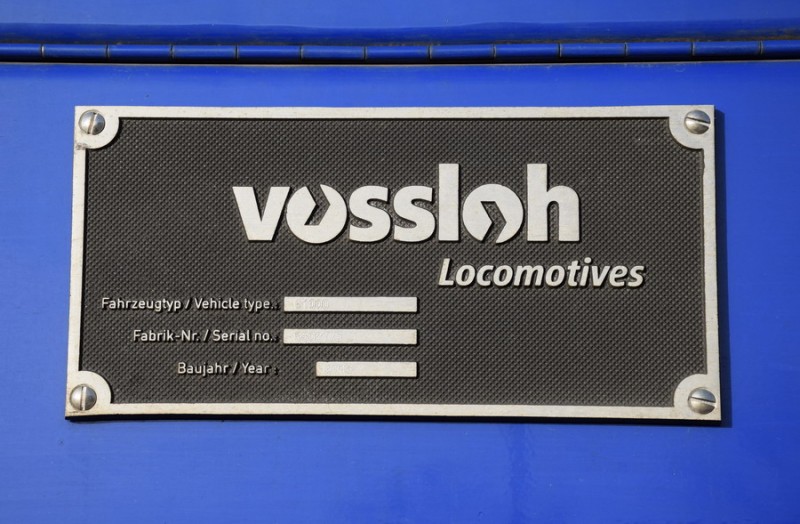 vossloh
Locomotives
Fahrzeugtyp / Vehicle type.:
Fabrik-Nr. / Serial no.:
Baujahr / Year :